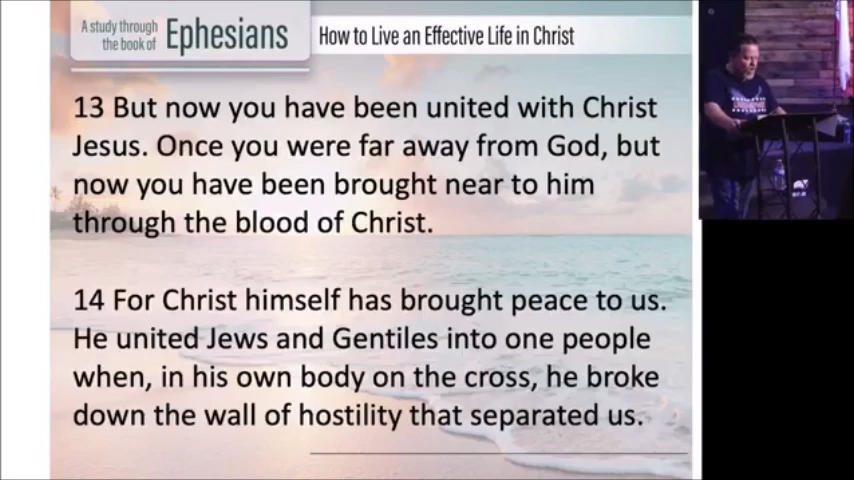 A study through
the book of
Ephesians
How to Live an Effective Life in Christ
13 But now you have been united with Christ
Jesus. Once you were far away from God, but
now you have been brought near to him
through the blood of Christ.
14 For Christ himself has brought peace to us.
He united Jews and Gentiles into one people
when, in his own body on the cross, he broke
down the wall of hostility that separated us.